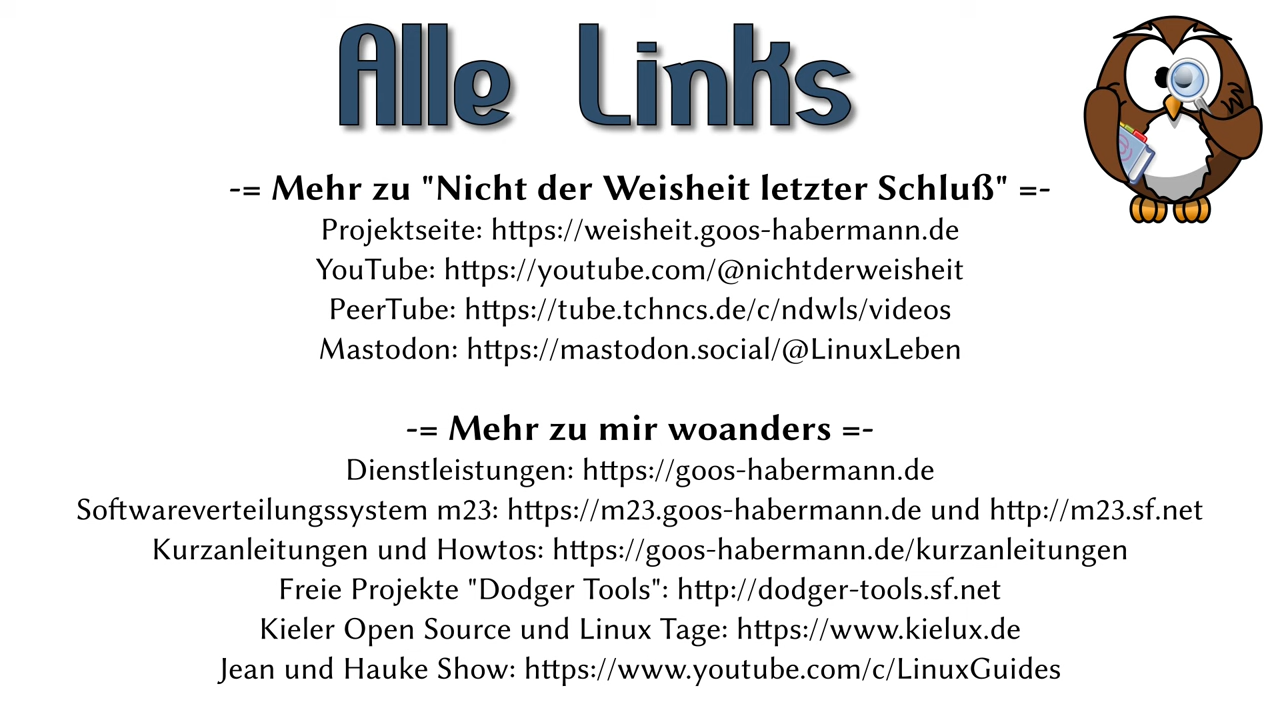 Alle Links
-= Mehr zu "Nicht der Weisheit letzter Schluß" =-
Projektseite: https://weisheit.goos-habermann.de
YouTube: https://youtube.com/@nichtderweisheit
PeerTube: https://tube.tchncs.de/c/ndwls/videos
Mastodon: https://mastodon.social/@LinuxLeben
-= Mehr zu mir woanders =-
Dienstleistungen: https://goos-habermann.de
Softwareverteilungssystem m23: https://m23.goos-habermann.de und http://m23.sf.net
Kurzanleitungen und Howtos: https://goos-habermann.de/kurzanleitungen
Freie Projekte "Dodger Tools": http://dodger-tools.sf.net
Kieler Open Source und Linux Tage: https://www.kielux.de
Jean und Hauke Show: https://www.youtube.com/c/LinuxGuides